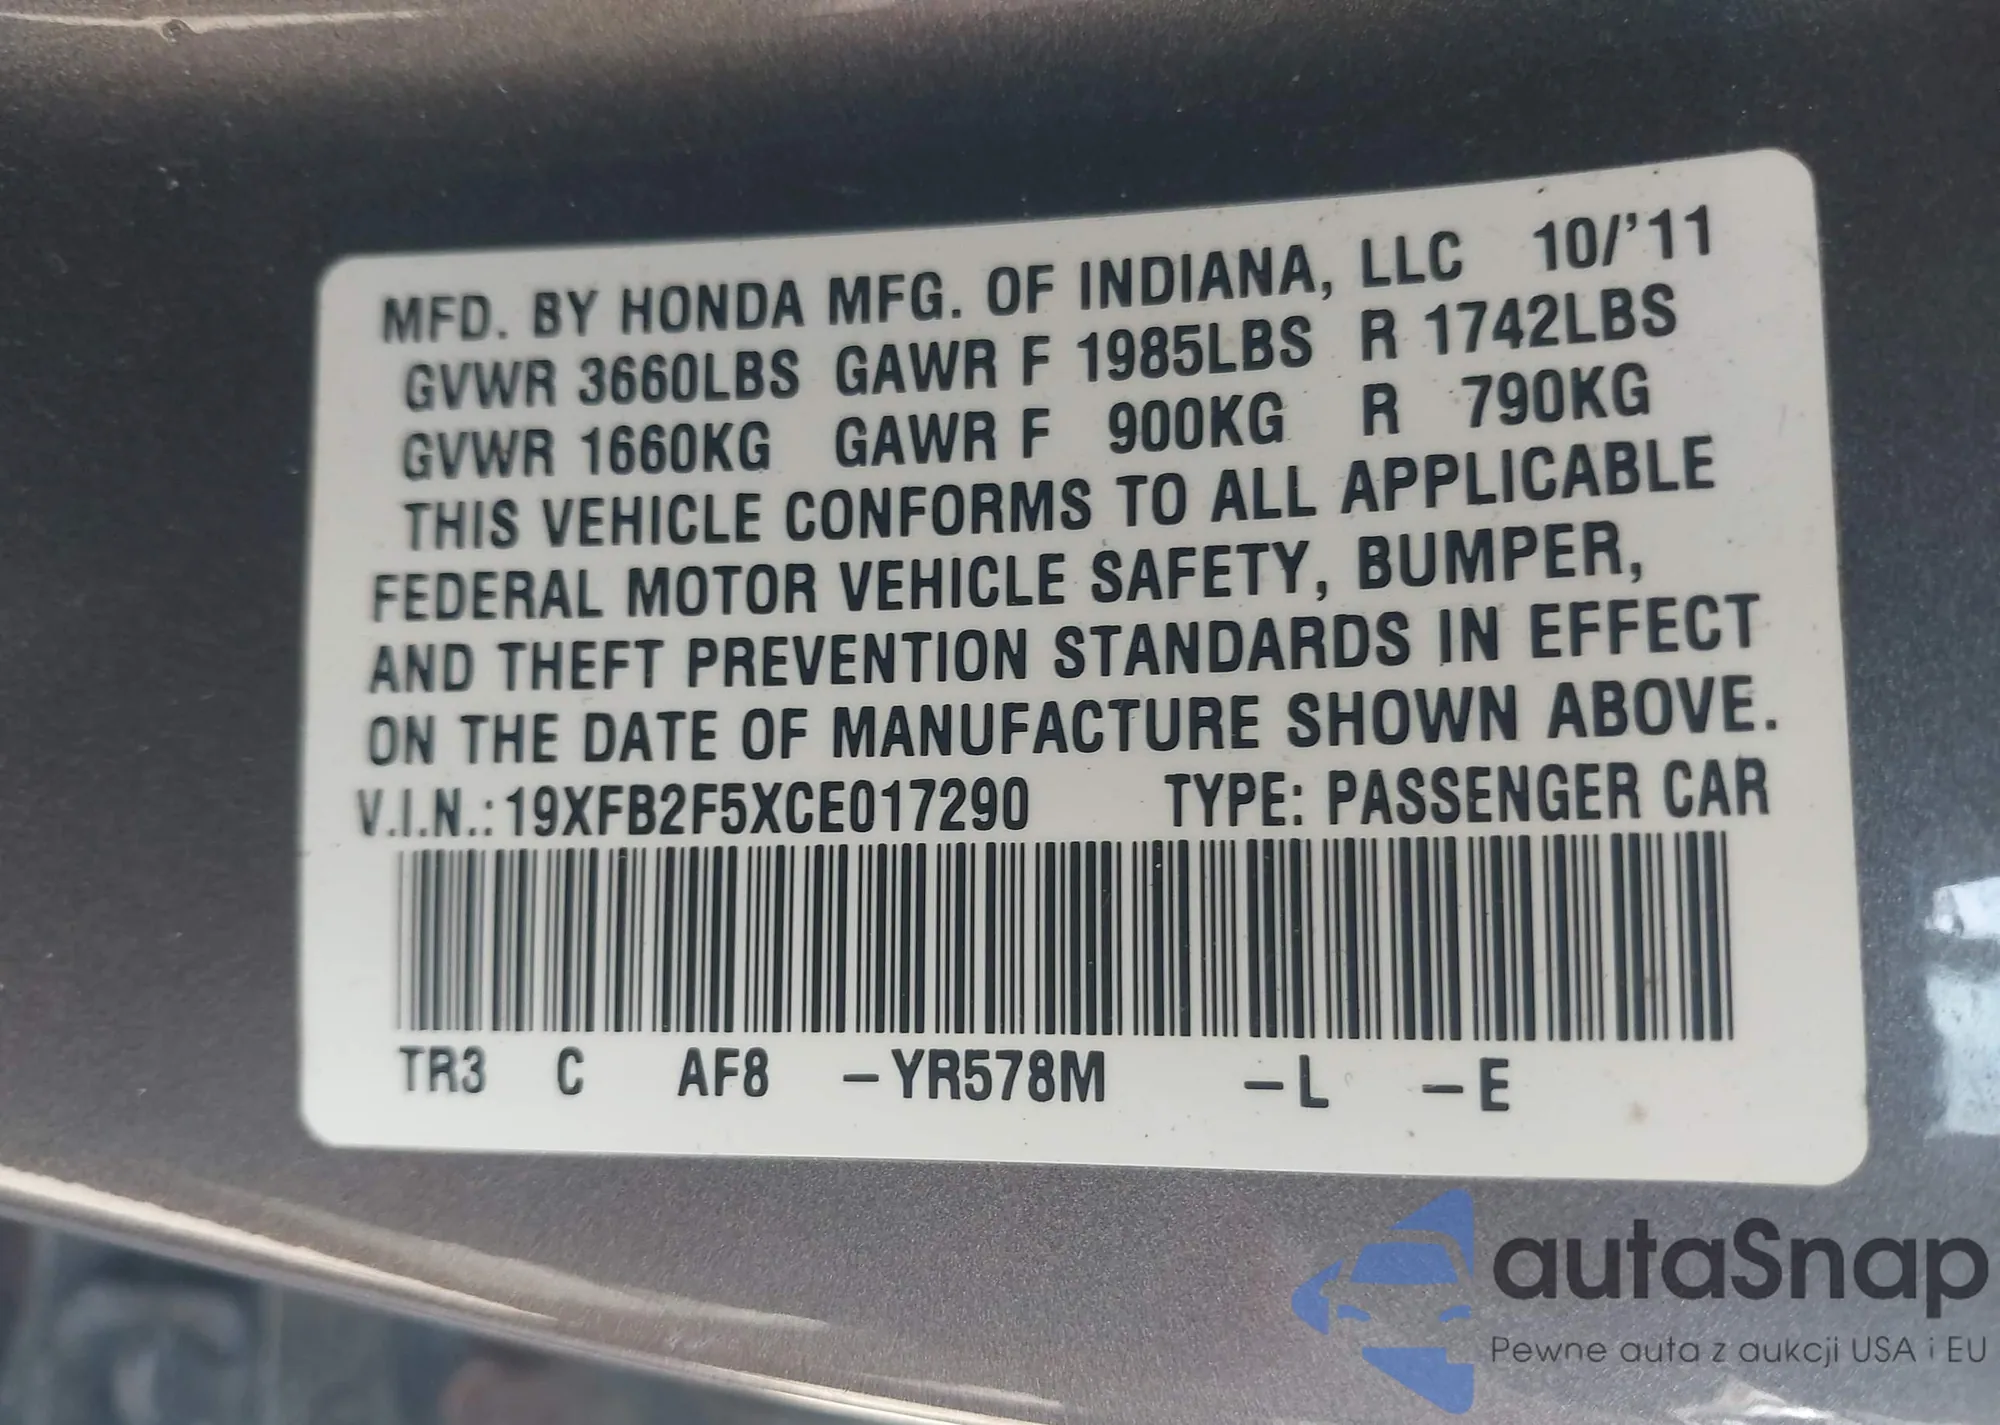 MFD. BY HONDA MFG. OF INDIANA, LLC 10/'11
GVWR 3660LBS GAWR F 1985LBS R 1742LBS
GVWR 1660KG GAWR F 900KG R 790KG
THIS VEHICLE CONFORMS TO ALL APPLICABLE
FEDERAL MOTOR VEHICLE SAFETY, BUMPER,
AND THEFT PREVENTION STANDARDS IN EFFECT
ON THE DATE OF MANUFACTURE SHOWN ABOVE.
V.I.N.: 19XFB2F5XCE017290 TYPE: PASSENGER CAR
TR3 C AF8 –YR578M –L –E
autaSnap
Pewne auta z aukcji USA i EU